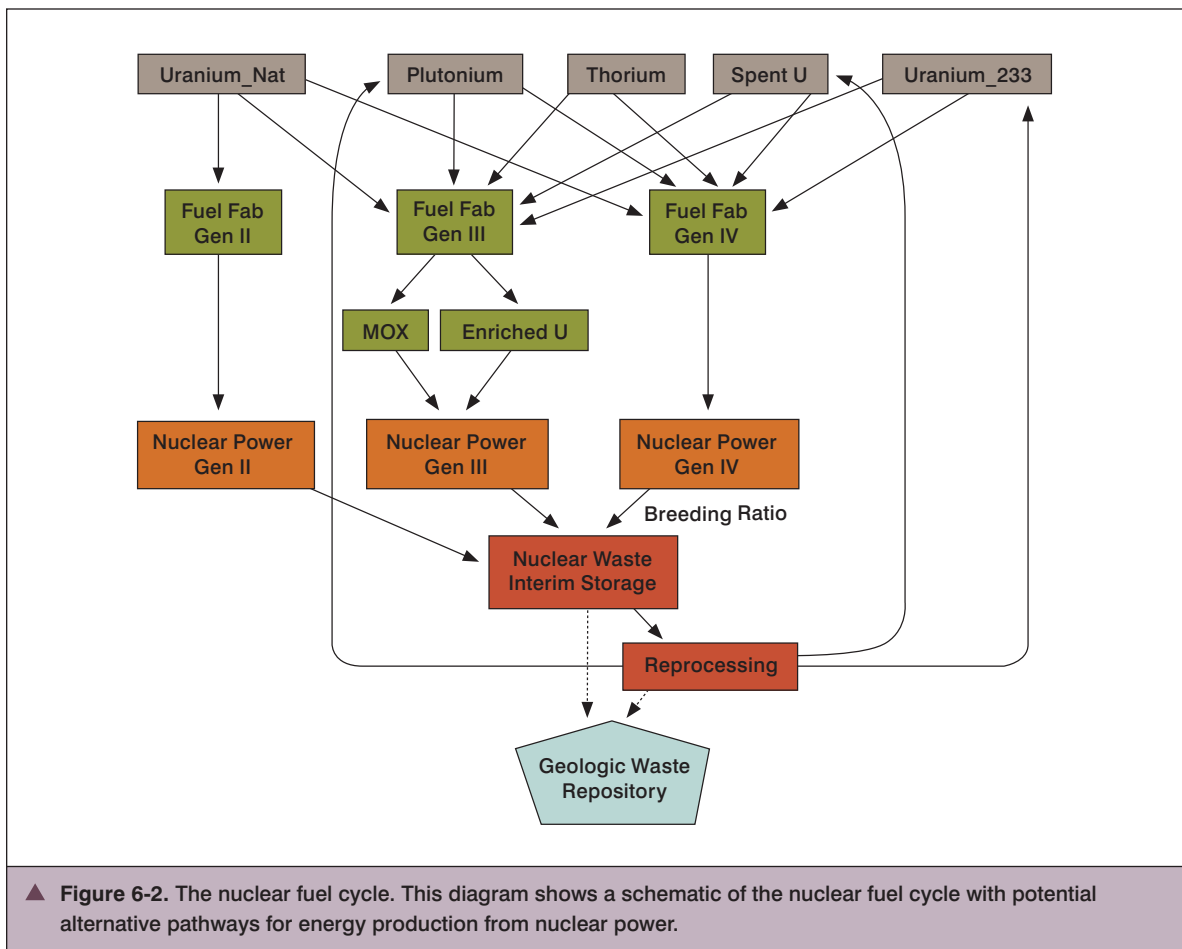 Uranium_Nat
Plutonium
Thorium
Spent U
Uranium_233
Fuel Fab
Gen II
Fuel Fab
Gen III
Fuel Fab
Gen IV
MOX
Enriched U
Nuclear Power
Gen II
Nuclear Power
Gen III
Nuclear Power
Gen IV
Breeding Ratio
Nuclear Waste
Interim Storage
Reprocessing
Geologic Waste
Repository
▲ Figure 6-2. The nuclear fuel cycle. This diagram shows a schematic of the nuclear fuel cycle with potential
alternative pathways for energy production from nuclear power.